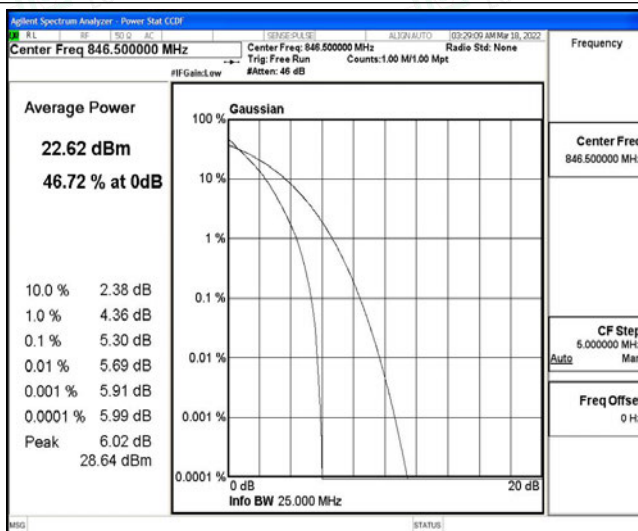 Agilent Spectrum Analyzer - Power Stat CCDF
RL RF 50 Ω AC SENSE:PULSE ALIGN AUTO 03:29:09 AM Mar 18, 2022
Center Freq 846.500000 MHz
Center Freq: 846.500000 MHz Radio Std: None
Trig: Free Run Counts:1.00 M/1.00 Mpt
#IFGain:Low #Atten: 46 dB
Average Power
22.62 dBm
46.72 % at 0dB
10.0 % 2.38 dB
1.0 % 4.36 dB
0.1 % 5.30 dB
0.01 % 5.69 dB
0.001 % 5.91 dB
0.0001 % 5.99 dB
Peak 6.02 dB
28.64 dBm
Gaussian
100 %
10 %
1 %
0.1 %
0.01 %
0.001 %
0.0001 %
0 dB 20 dB
Info BW 25.000 MHz
Frequency
Center Freq
846.500000 MHz
CF Step
5.000000 MHz
Auto Man
Freq Offset
0 Hz
MSG STATUS